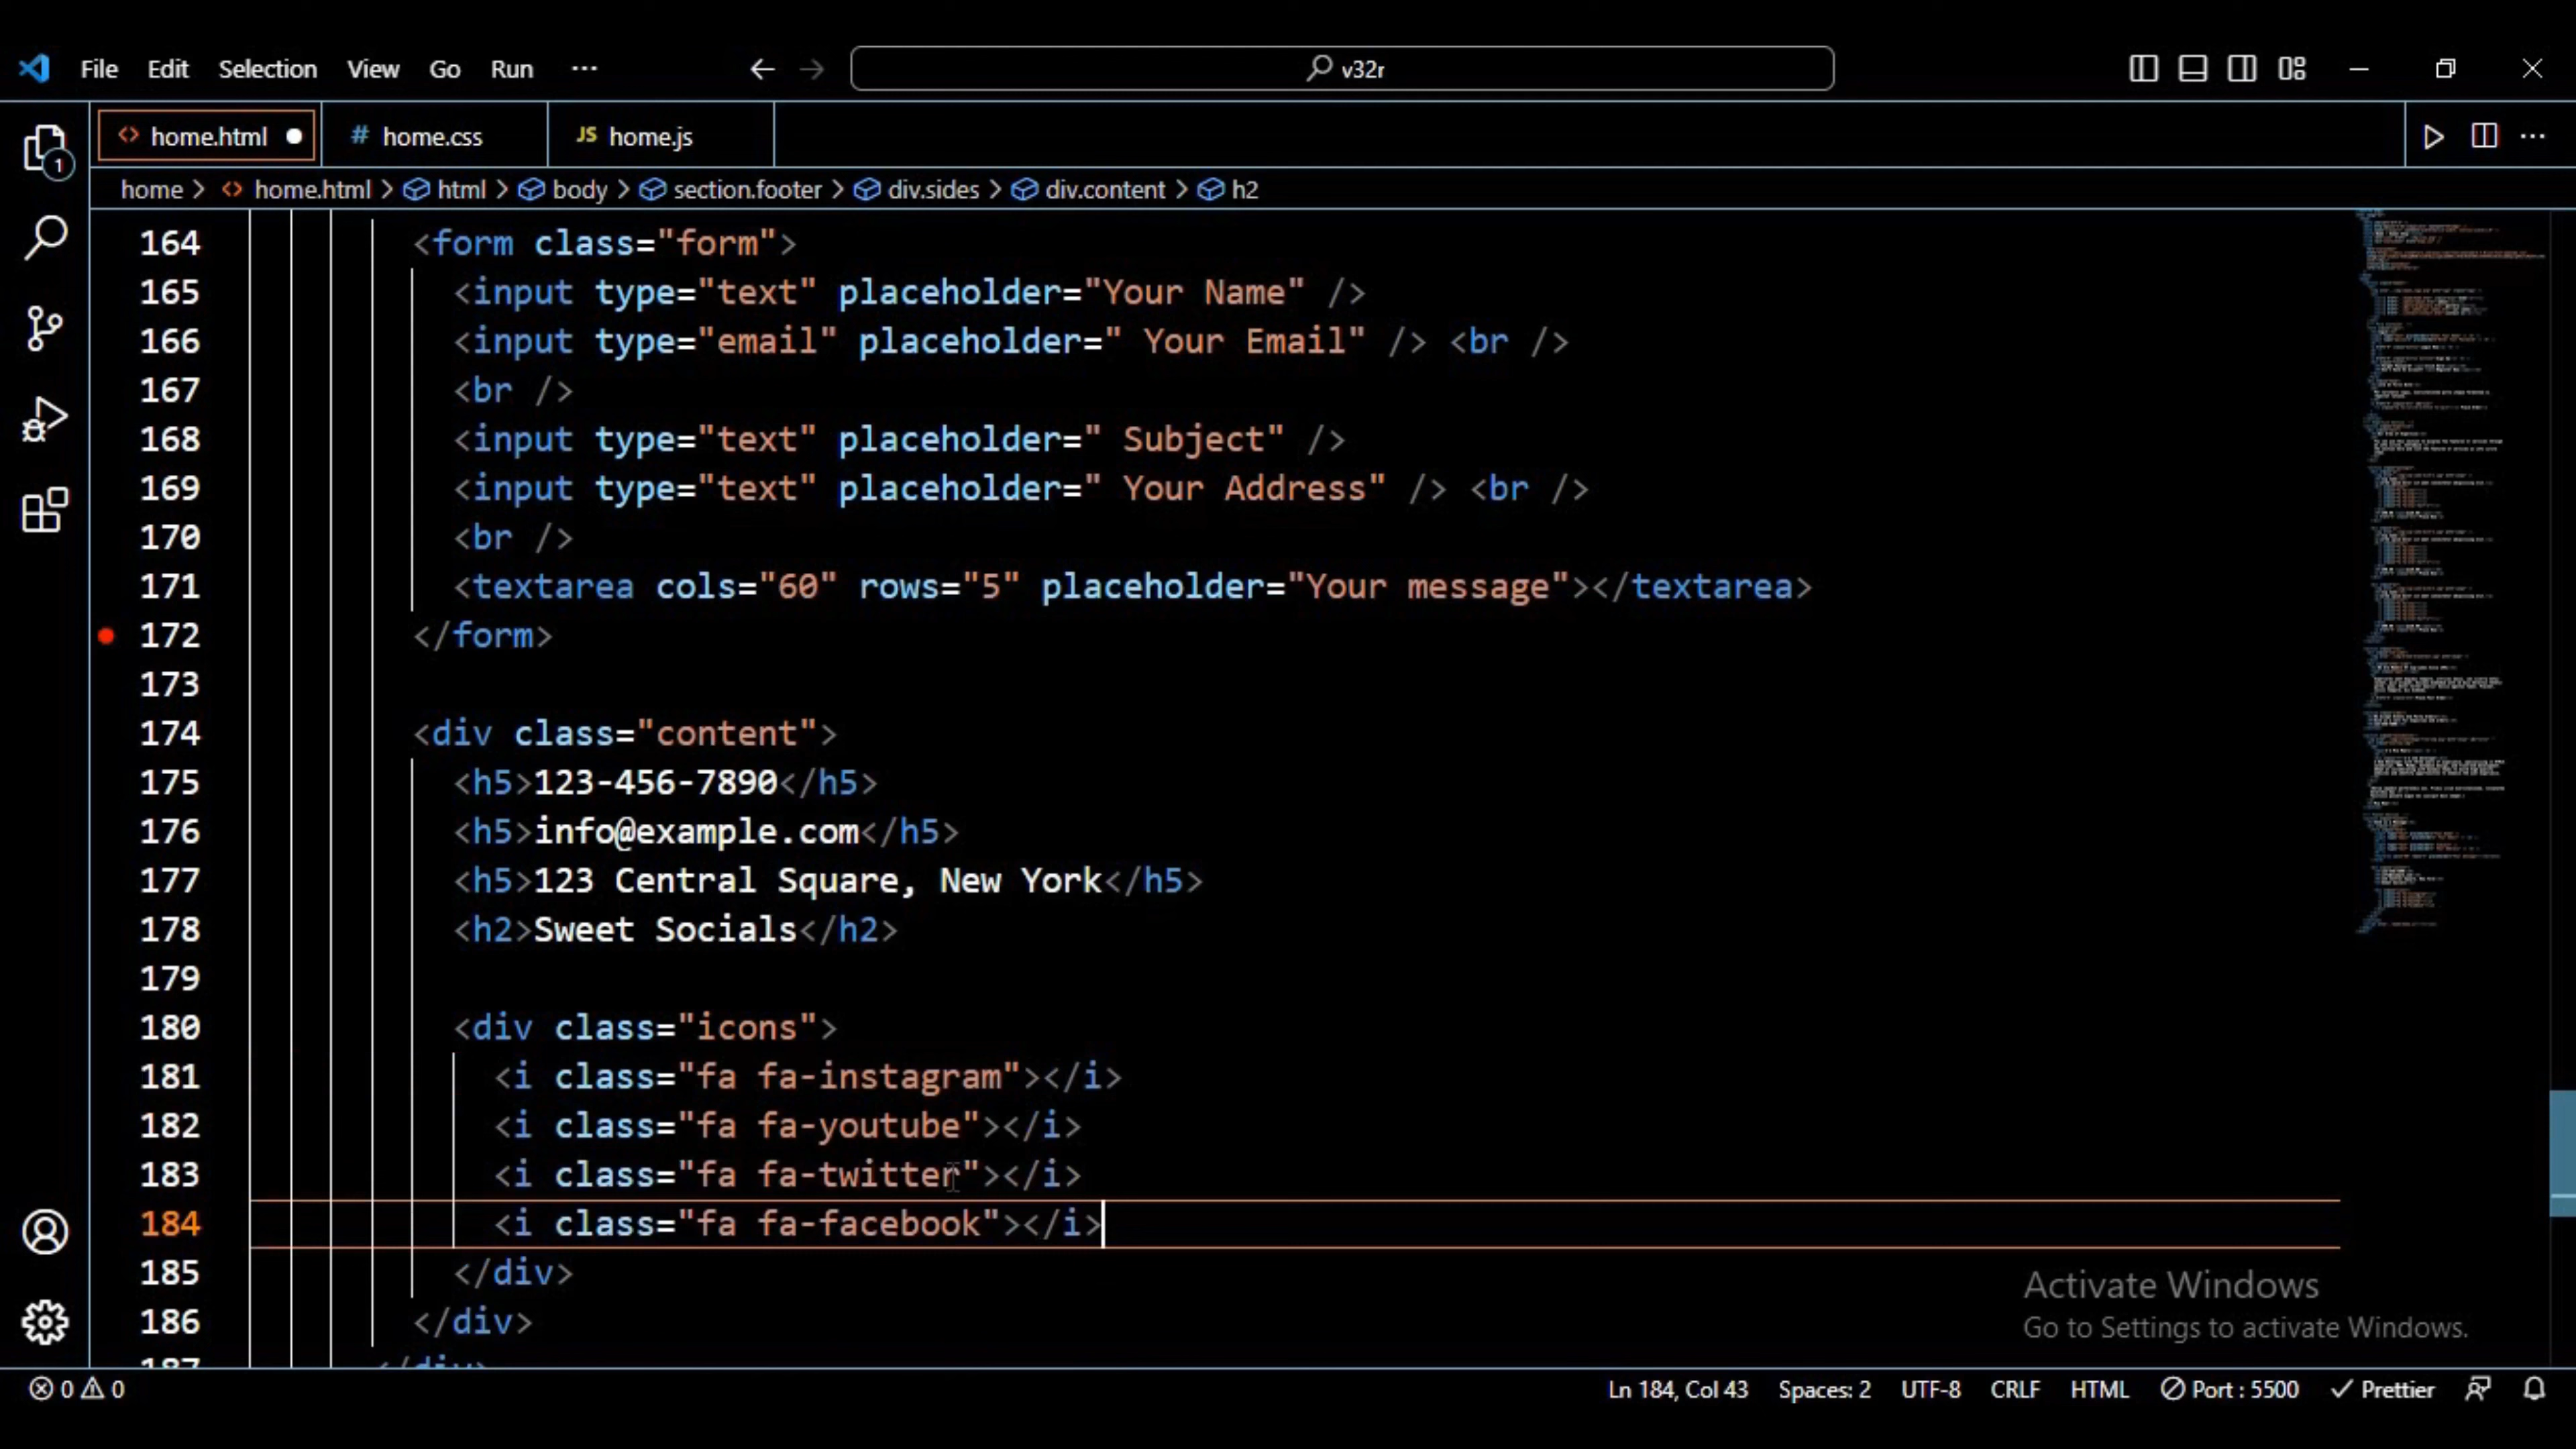 File Edit Selection View Go Run ··· v32r
home.html home.css JS home.js
1
home > home.html > html > body > section.footer > div.sides > div.content > h2
164 <form class="form">
165 <input type="text" placeholder="Your Name" />
166 <input type="email" placeholder=" Your Email" /> <br />
167 <br />
168 <input type="text" placeholder=" Subject" />
169 <input type="text" placeholder=" Your Address" /> <br />
170 <br />
171 <textarea cols="60" rows="5" placeholder="Your message"></textarea>
172 </form>
173
174 <div class="content">
175 <h5>123-456-7890</h5>
176 <h5>info@example.com</h5>
177 <h5>123 Central Square, New York</h5>
178 <h2>Sweet Socials</h2>
179
180 <div class="icons">
181 <i class="fa fa-instagram"></i>
182 <i class="fa fa-youtube"></i>
183 <i class="fa fa-twitter"></i>
184 <i class="fa fa-facebook"></i>
185 </div>
186 </div>
187 </div>
Activate Windows
Go to Settings to activate Windows.
0 0 Ln 184, Col 43 Spaces: 2 UTF-8 CRLF HTML Port : 5500 Prettier